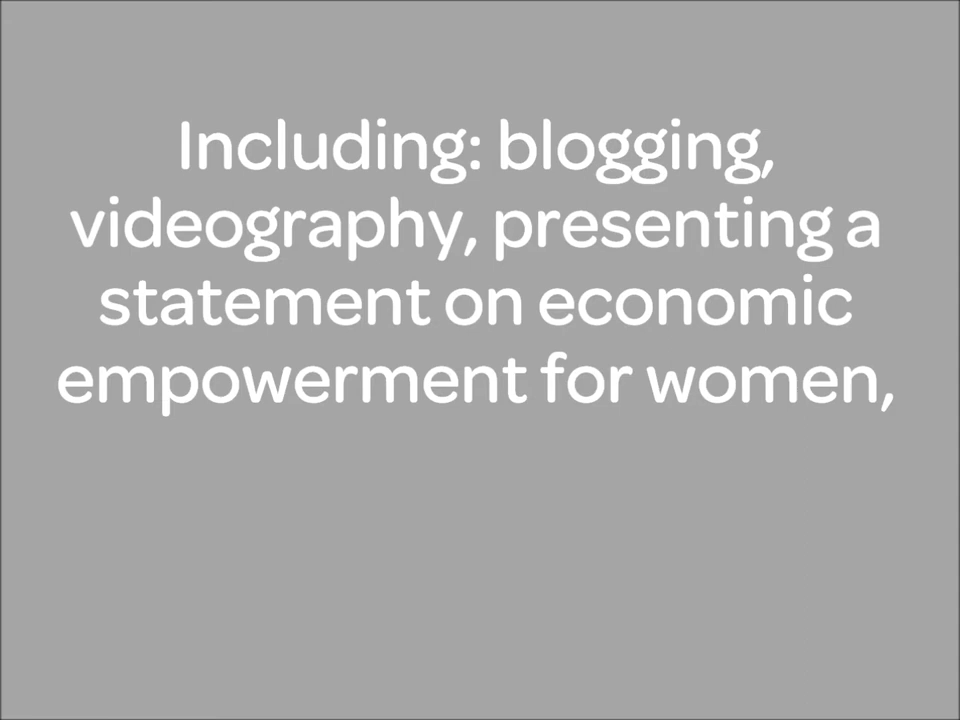 Including: blogging,
videography, presenting a
statement on economic
empowerment for women,